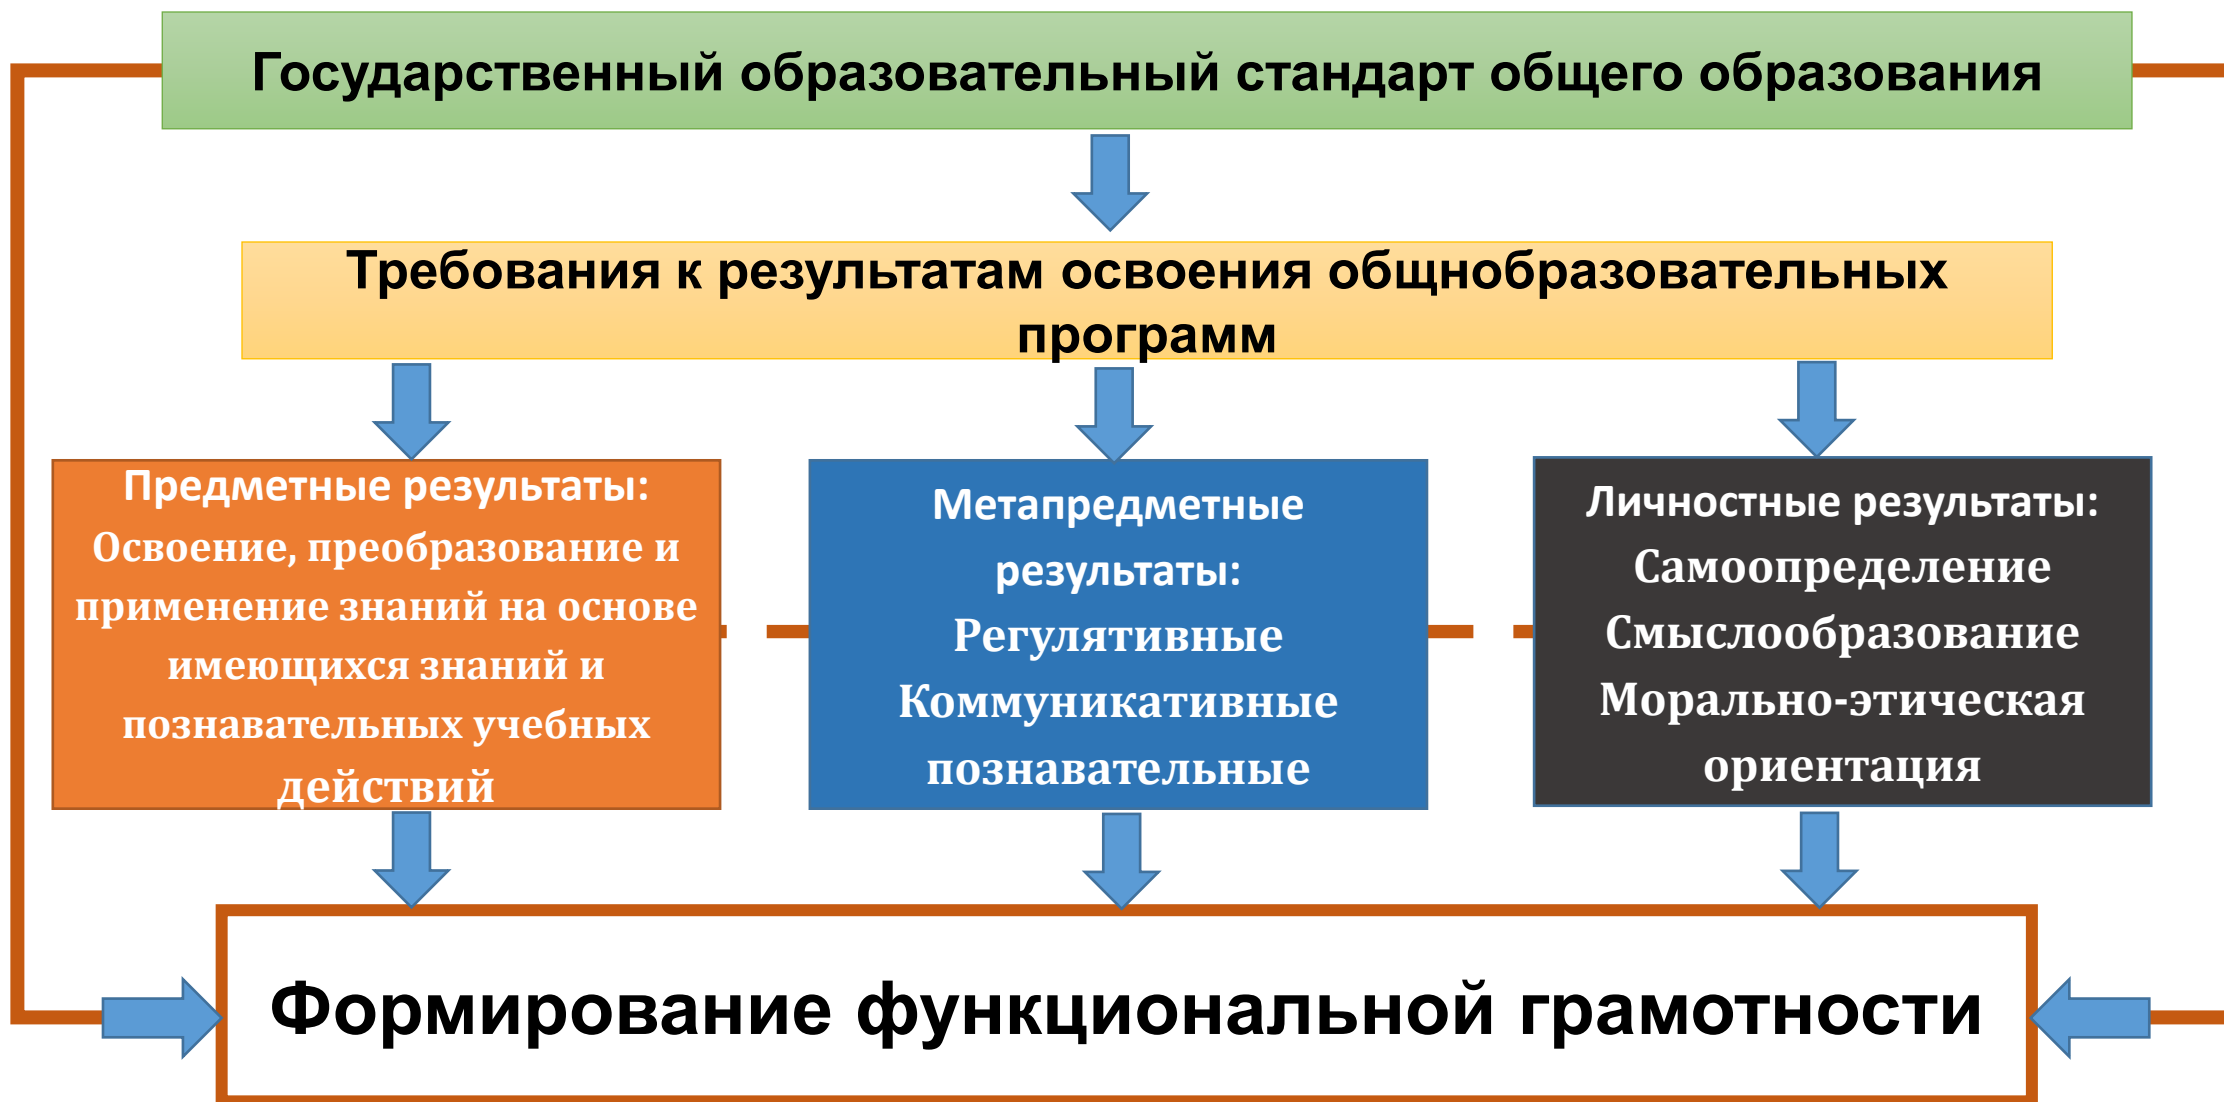 Государственный образовательный стандарт общего образования
Требования к результатам освоения общнобразовательных
программ
Предметные результаты:
Освоение, преобразование и
применение знаний на основе
имеющихся знаний и
познавательных учебных
действий
Метапредметные
результаты:
Регулятивные
Коммуникативные
познавательные
Личностные результаты:
Самоопределение
Смыслообразование
Морально-этическая
ориентация
Формирование функциональной грамотности